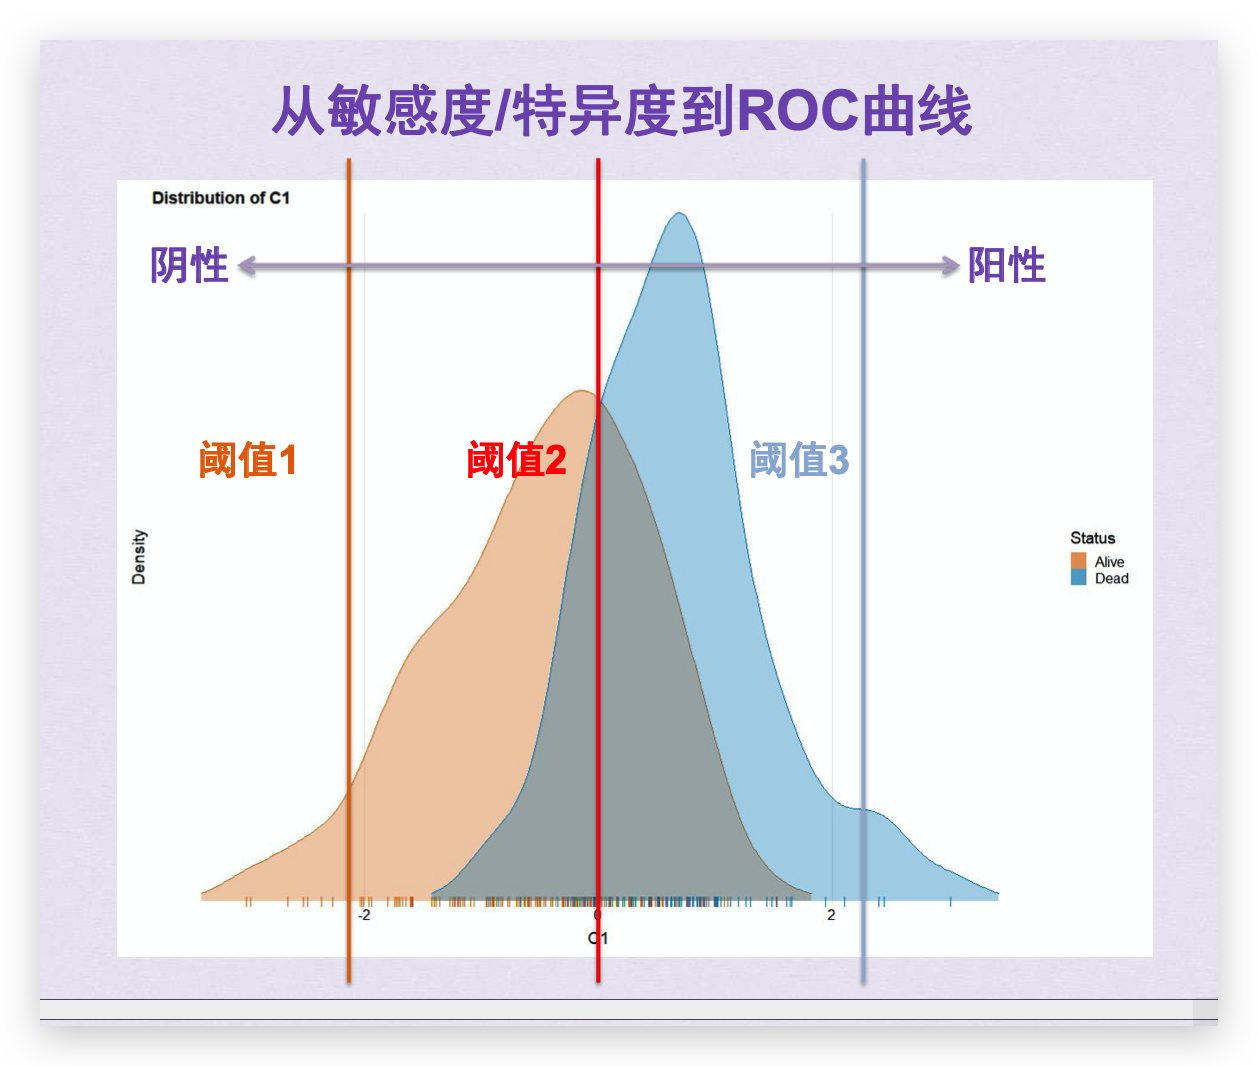 从敏感度/特异度到ROC曲线
Distribution of C1
阴性
阳性
阈值1
阈值2
阈值3
Density
Status
Alive
Dead
-2
0
2
C1